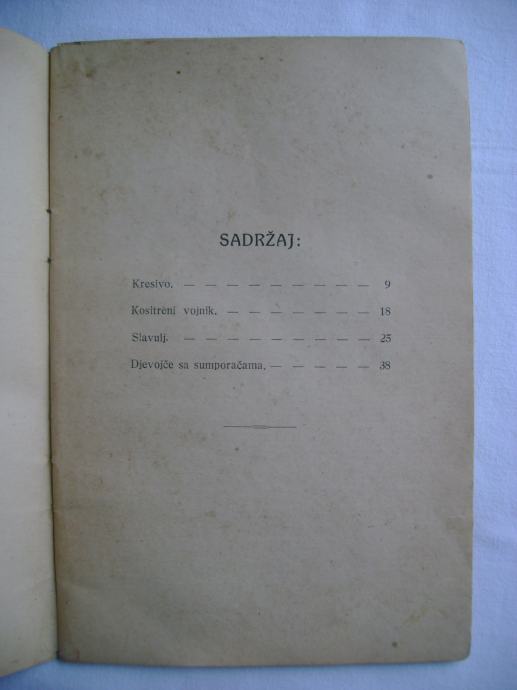 SADRŽAJ:
Kresivo. — — — — — — — — — 9
Kositreni vojnik. — — — — — — — 18
Slavulj. — — — — — — — — — 25
Djevojče sa sumporačama. — — — — — 38